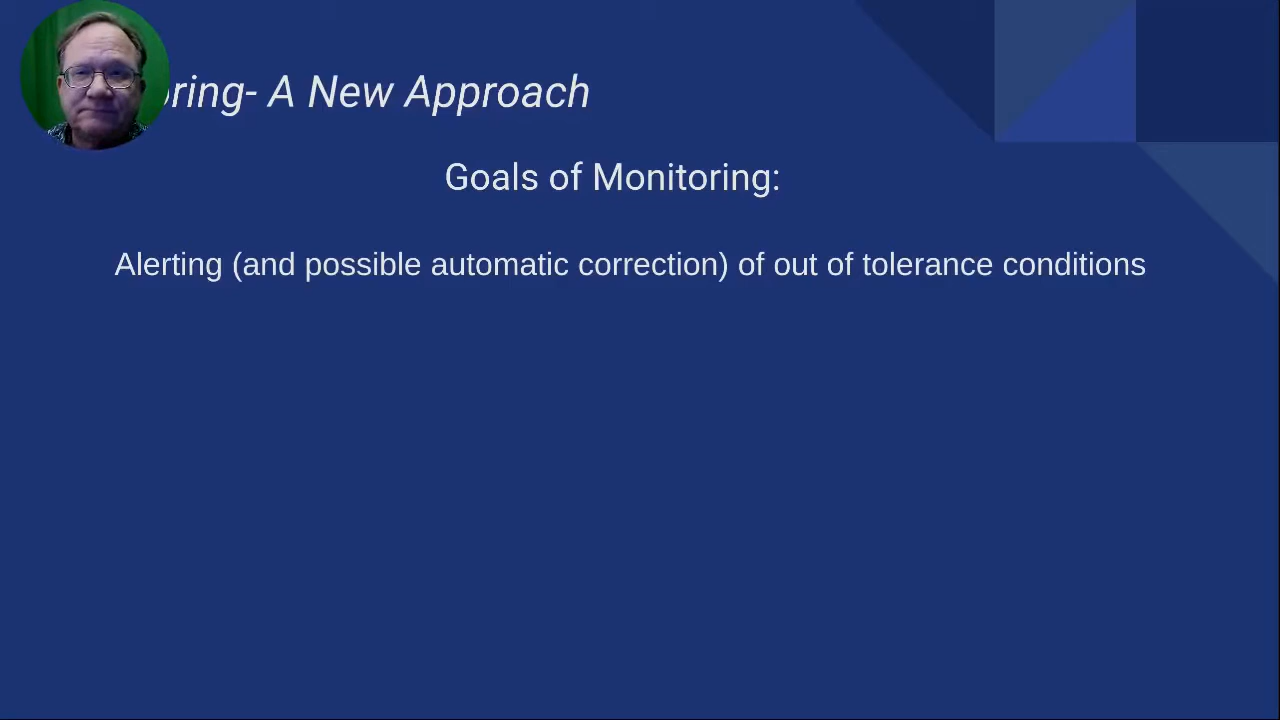 oring- A New Approach
Goals of Monitoring:
Alerting (and possible automatic correction) of out of tolerance conditions